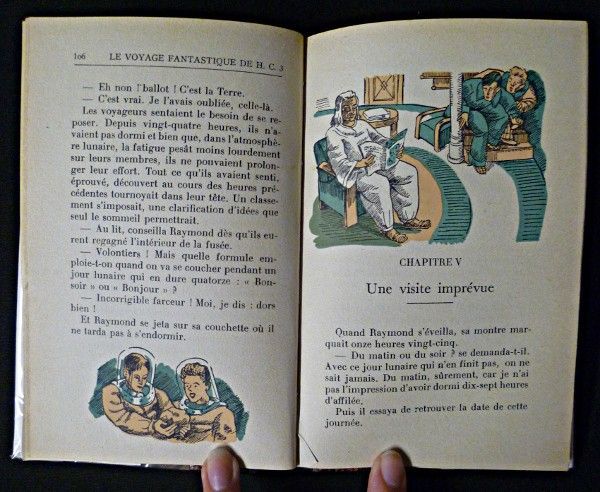 106 LE VOYAGE FANTASTIQUE DE H. C. 3
— Eh non l'ballot ! C'est la Terre.
— C'est vrai. Je l'avais oubliée, celle-là.
Les voyageurs sentaient le besoin de se re-
poser. Depuis vingt-quatre heures, ils n'a-
vaient pas dormi et bien que, dans l'atmosphè-
re lunaire, la fatigue pesât moins lourdement
sur leurs membres, ils ne pouvaient prolon-
ger leur effort. Tout ce qu'ils avaient senti,
éprouvé, découvert au cours des heures pré-
cédentes tournoyait dans leur tête. Un classe-
ment s'imposait, une clarification d'idées que
seul le sommeil permettrait.
— Au lit, conseilla Raymond dès qu'ils eu-
rent regagné l'intérieur de la fusée.
— Volontiers ! Mais quelle formule em-
ploie-t-on quand on va se coucher pendant un
jour lunaire qui en dure quatorze : « Bon-
soir » ou « Bonjour » ?
— Incorrigible farceur ! Moi, je dis : dors
bien !
Et Raymond se jeta sur sa couchette où il
ne tarda pas à s'endormir.
CHAPITRE V
Une visite imprévue
Quand Raymond s'éveilla, sa montre mar-
quait onze heures vingt-cinq.
— Du matin ou du soir ? se demanda-t-il.
Avec ce jour lunaire qui n'en finit pas, on ne
sait jamais. Du matin, sûrement, car je n'ai
pas l'impression d'avoir dormi dix-sept heures
d'affilée.
Puis il essaya de retrouver la date de cette
journée.